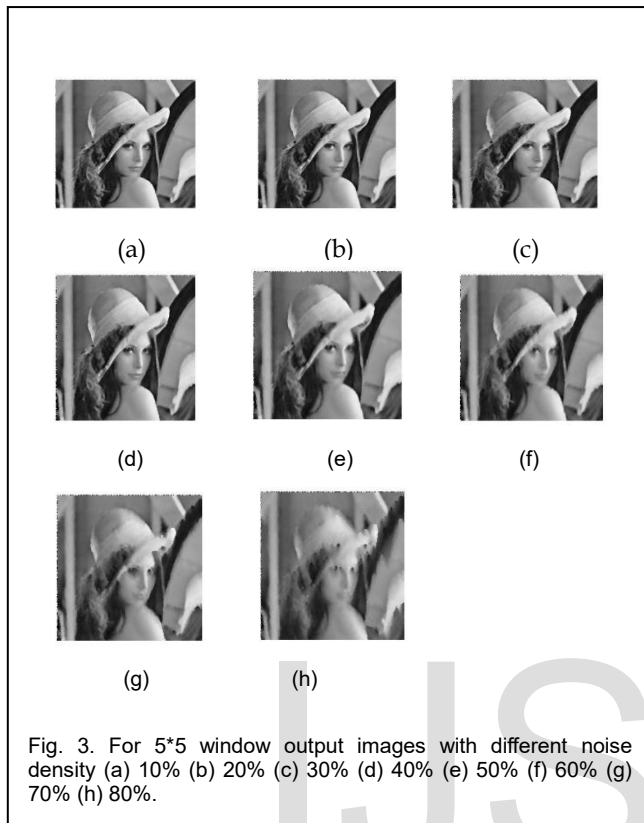 (a) (b) (c)
(d) (e) (f)
(g) (h)
IJS
Fig. 3. For 5*5 window output images with different noise
density (a) 10% (b) 20% (c) 30% (d) 40% (e) 50% (f) 60% (g)
70% (h) 80%.